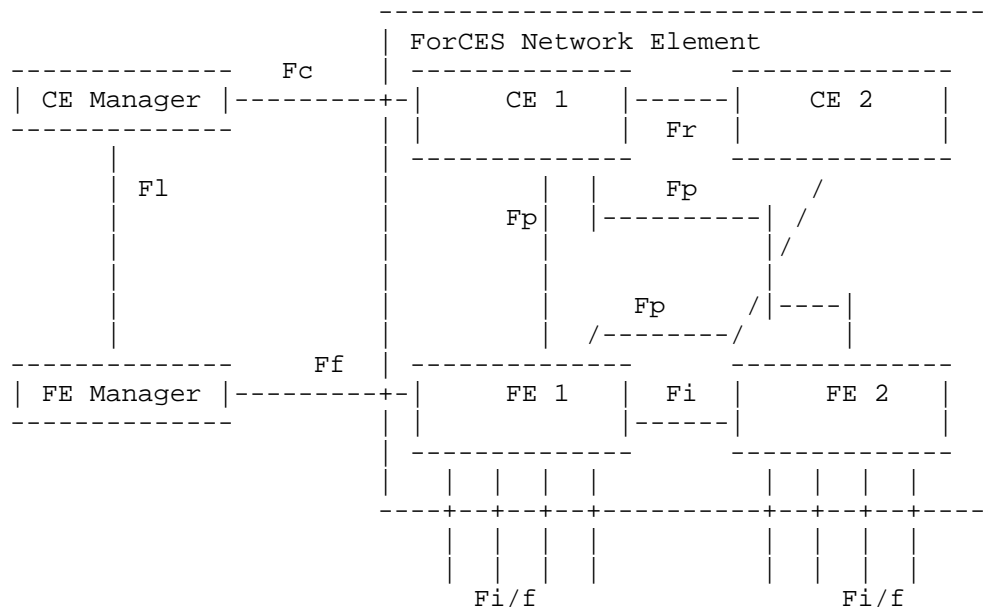 ForCES Network Element
Fc
CE Manager CE 1 CE 2
Fr
Fl Fp
Fp
Fp
Ff
FE Manager FE 1 Fi FE 2
Fi/f Fi/f